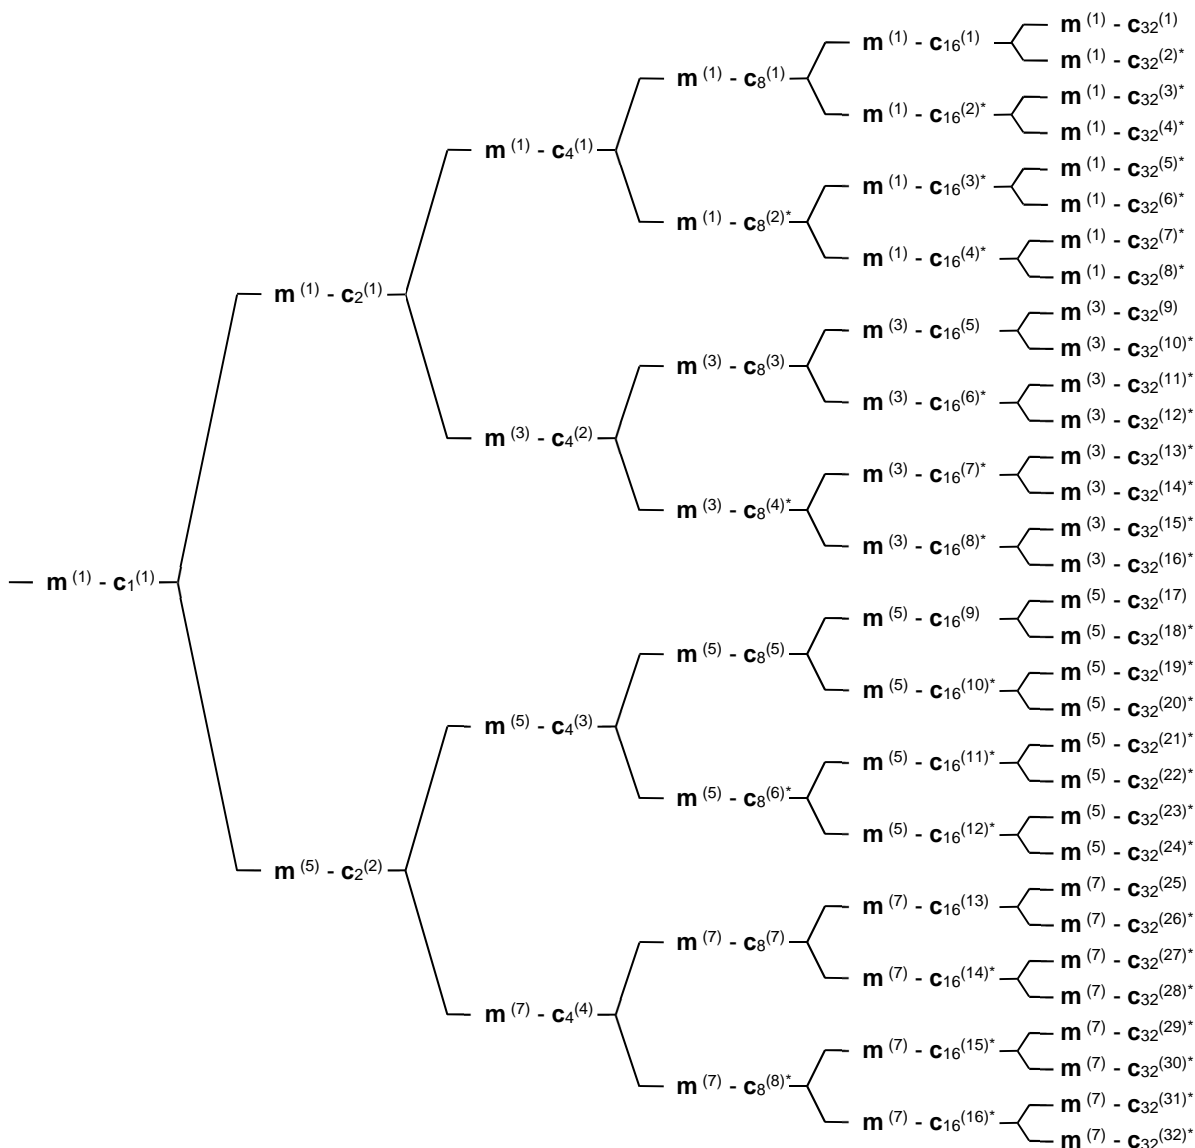 m (1) - c1(1)
m (1) - c2(1)
m (5) - c2(2)
m (1) - c4(1)
m (3) - c4(2)
m (5) - c4(3)
m (7) - c4(4)
m (1) - c8(1)
m (1) - c8(2)*
m (3) - c8(3)
m (3) - c8(4)*
m (5) - c8(5)
m (5) - c8(6)*
m (7) - c8(7)
m (7) - c8(8)*
m (1) - c16(1)
m (1) - c16(2)*
m (1) - c16(3)*
m (1) - c16(4)*
m (3) - c16(5)
m (3) - c16(6)*
m (3) - c16(7)*
m (3) - c16(8)*
m (5) - c16(9)
m (5) - c16(10)*
m (5) - c16(11)*
m (5) - c16(12)*
m (7) - c16(13)
m (7) - c16(14)*
m (7) - c16(15)*
m (7) - c16(16)*
m (1) - c32(1)
m (1) - c32(2)*
m (1) - c32(3)*
m (1) - c32(4)*
m (1) - c32(5)*
m (1) - c32(6)*
m (1) - c32(7)*
m (1) - c32(8)*
m (3) - c32(9)
m (3) - c32(10)*
m (3) - c32(11)*
m (3) - c32(12)*
m (3) - c32(13)*
m (3) - c32(14)*
m (3) - c32(15)*
m (3) - c32(16)*
m (5) - c32(17)
m (5) - c32(18)*
m (5) - c32(19)*
m (5) - c32(20)*
m (5) - c32(21)*
m (5) - c32(22)*
m (5) - c32(23)*
m (5) - c32(24)*
m (7) - c32(25)
m (7) - c32(26)*
m (7) - c32(27)*
m (7) - c32(28)*
m (7) - c32(29)*
m (7) - c32(30)*
m (7) - c32(31)*
m (7) - c32(32)*